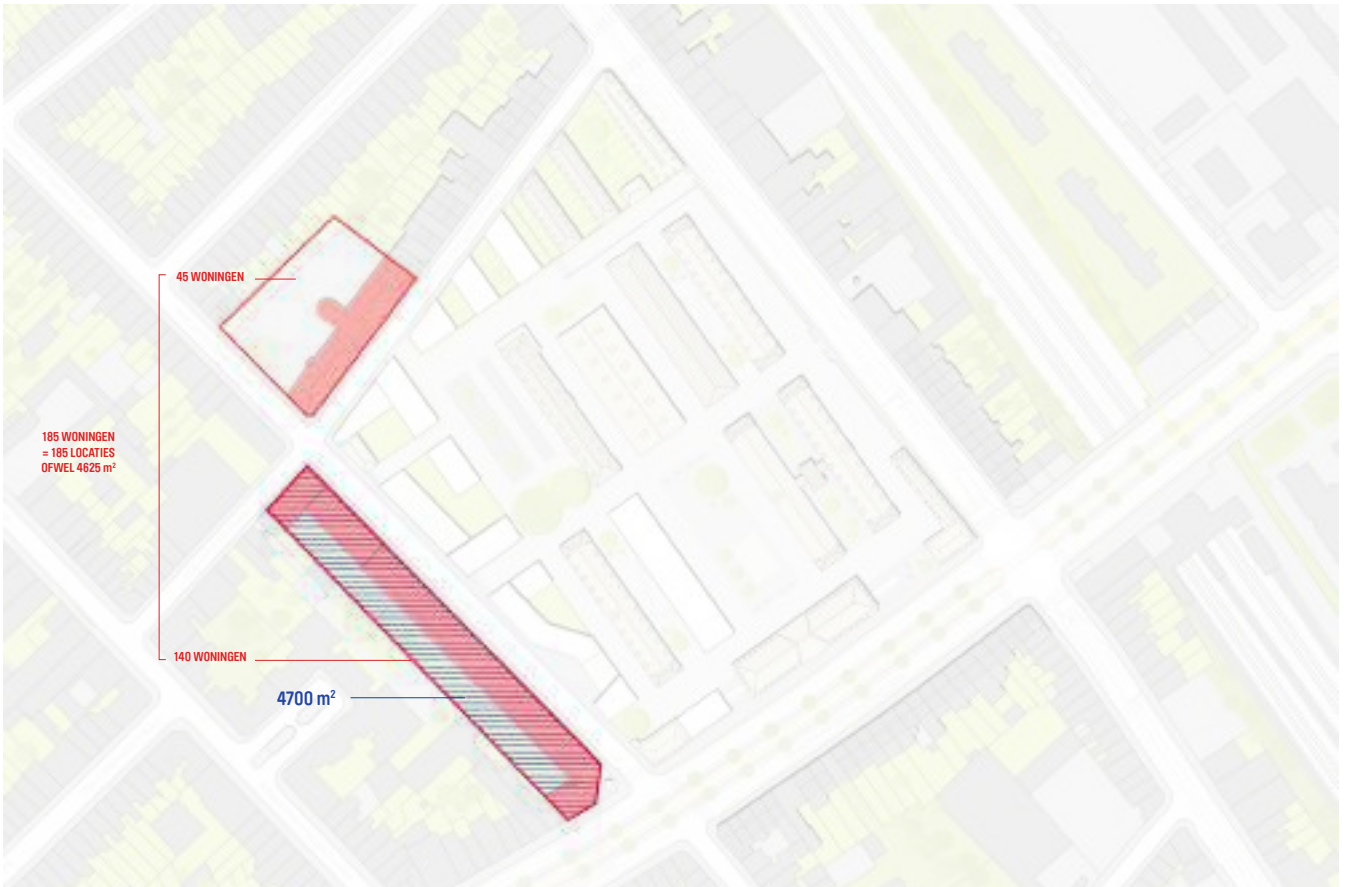 45 WONINGEN
185 WONINGEN
= 185 LOCATIES
OFWEL 4625 m²
140 WONINGEN
4700 m²